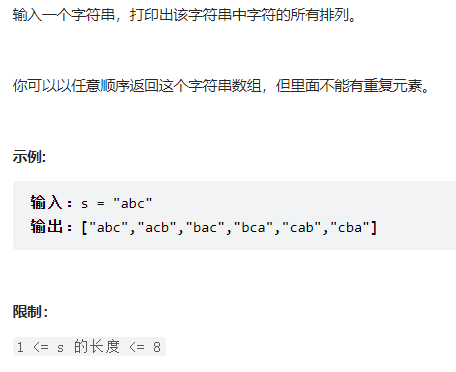 输入一个字符串，打印出该字符串中字符的所有排列。
你可以以任意顺序返回这个字符串数组，但里面不能有重复元素。
示例:
输入：s = "abc"
输出：["abc","acb","bac","bca","cab","cba"]
限制：
1 <= s 的长度 <= 8